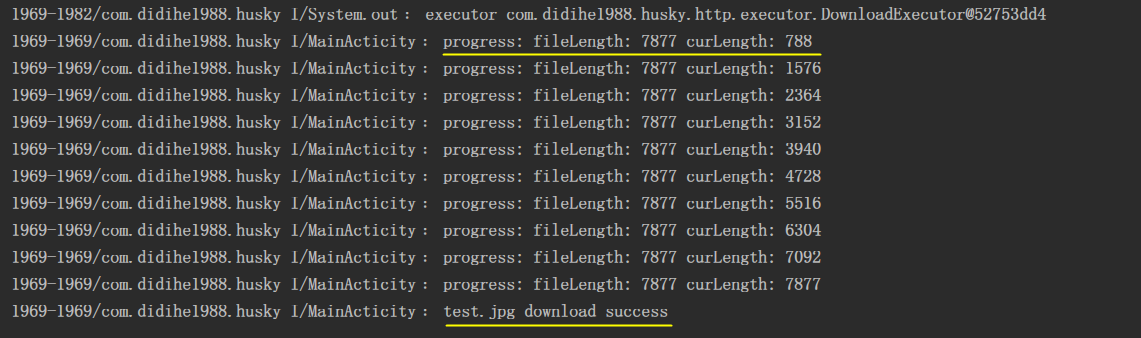 1969-1982/com.didihe1988.husky I/System.out: executor com.didihe1988.husky.http.executor.DownloadExecutor@52753dd4
1969-1969/com.didihe1988.husky I/MainActicity: progress: fileLength: 7877 curLength: 788
1969-1969/com.didihe1988.husky I/MainActicity: progress: fileLength: 7877 curLength: 1576
1969-1969/com.didihe1988.husky I/MainActicity: progress: fileLength: 7877 curLength: 2364
1969-1969/com.didihe1988.husky I/MainActicity: progress: fileLength: 7877 curLength: 3152
1969-1969/com.didihe1988.husky I/MainActicity: progress: fileLength: 7877 curLength: 3940
1969-1969/com.didihe1988.husky I/MainActicity: progress: fileLength: 7877 curLength: 4728
1969-1969/com.didihe1988.husky I/MainActicity: progress: fileLength: 7877 curLength: 5516
1969-1969/com.didihe1988.husky I/MainActicity: progress: fileLength: 7877 curLength: 6304
1969-1969/com.didihe1988.husky I/MainActicity: progress: fileLength: 7877 curLength: 7092
1969-1969/com.didihe1988.husky I/MainActicity: progress: fileLength: 7877 curLength: 7877
1969-1969/com.didihe1988.husky I/MainActicity: test.jpg download success